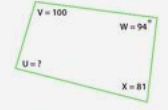 V = 100
W = 94°
U = ?
X = 81